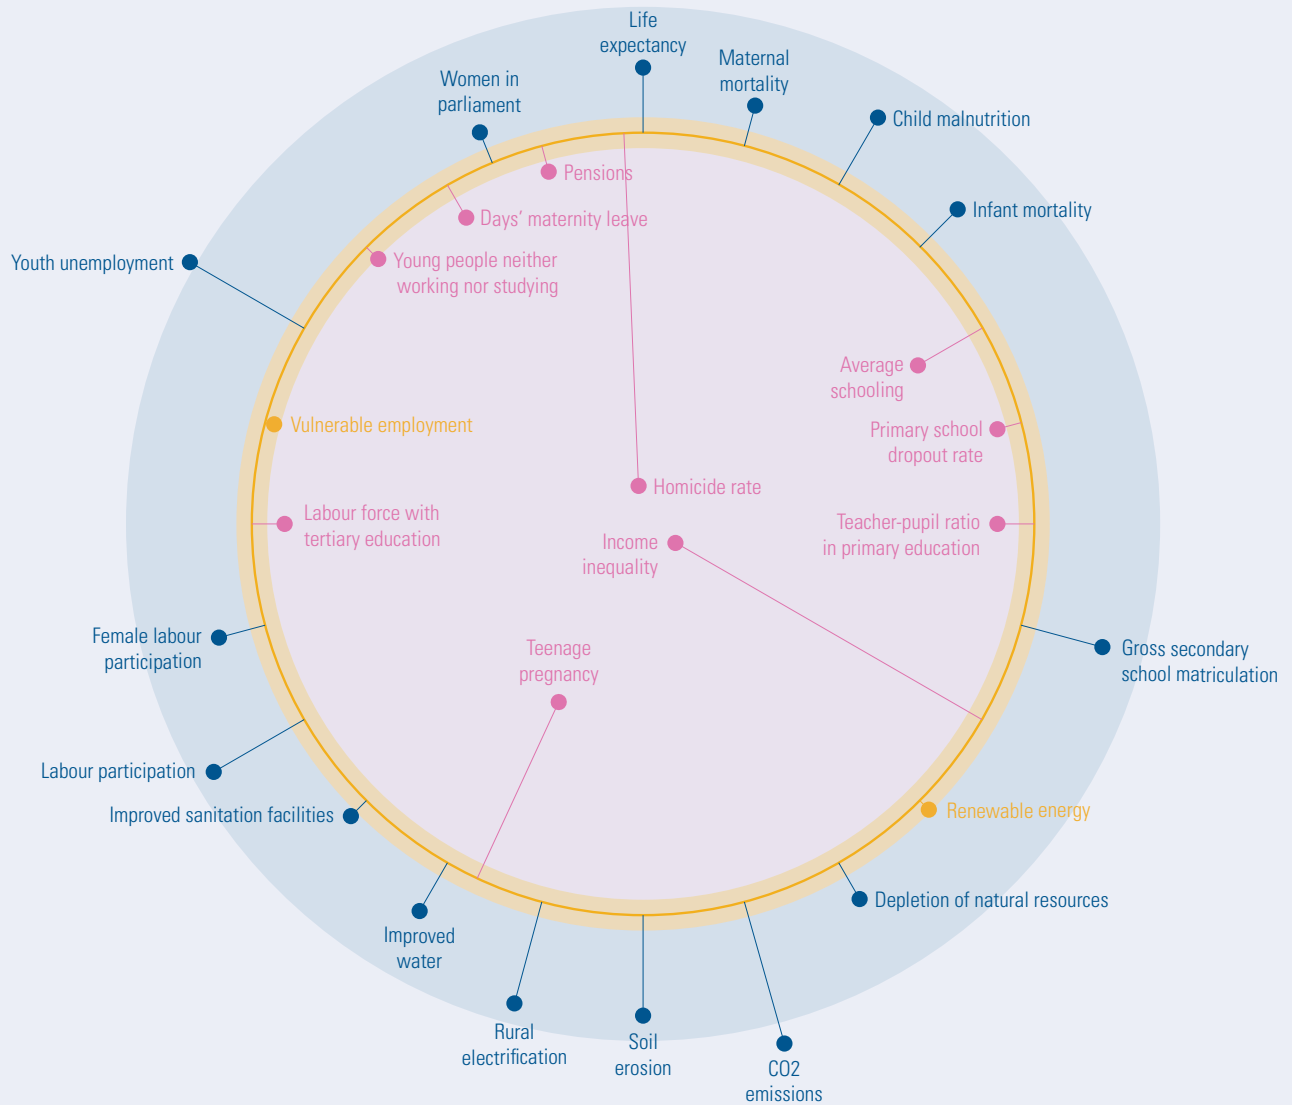 Life
expectancy
Maternal
mortality
Women in
parliament
Child malnutrition
Pensions
Days' maternity leave
Infant mortality
Young people neither
working nor studying
Youth unemployment
Average
schooling
Vulnerable employment
Primary school
dropout rate
Homicide rate
Labour force with
tertiary education
Teacher-pupil ratio
in primary education
Income
inequality
Female labour
participation
Teenage
pregnancy
Gross secondary
school matriculation
Labour participation
Improved sanitation facilities
Renewable energy
Depletion of natural resources
Improved
water
Rural
electrification
Soil
erosion
CO2
emissions